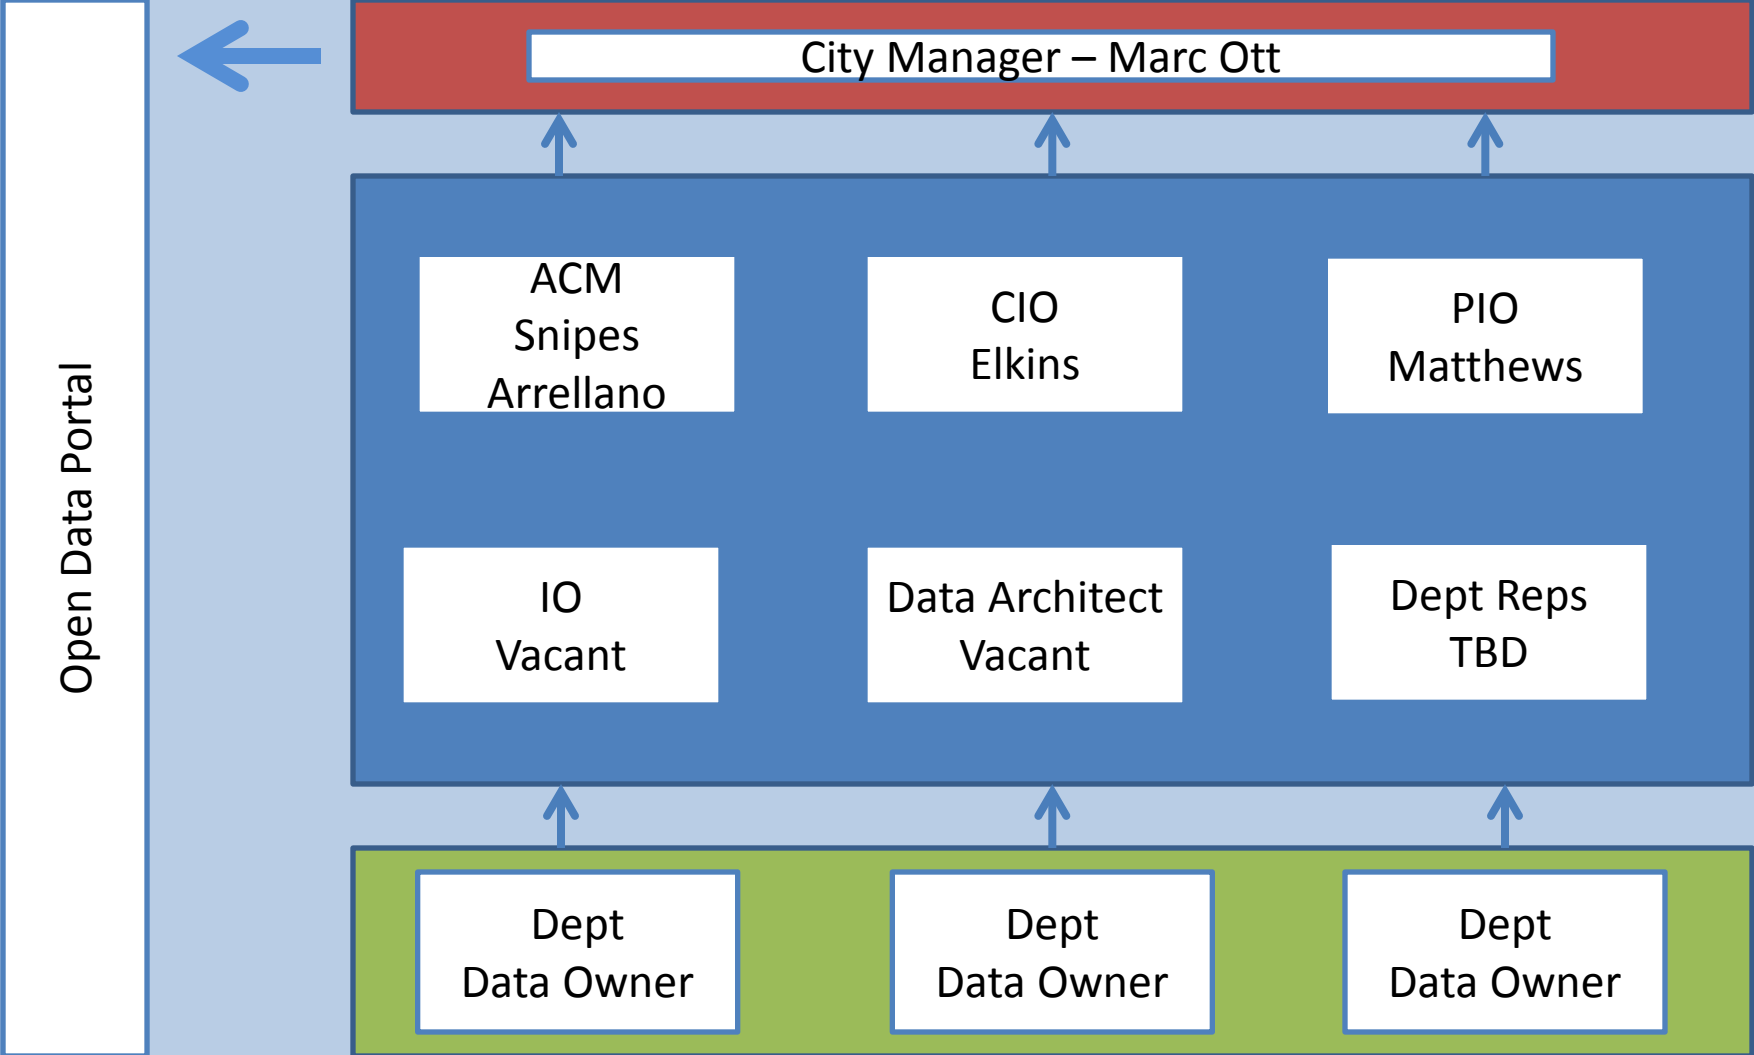 City Manager – Marc Ott
ACM
Snipes
Arrellano
CIO
Elkins
PIO
Matthews
IO
Vacant
Data Architect
Vacant
Dept Reps
TBD
Dept
Data Owner
Dept
Data Owner
Dept
Data Owner
Open Data Portal